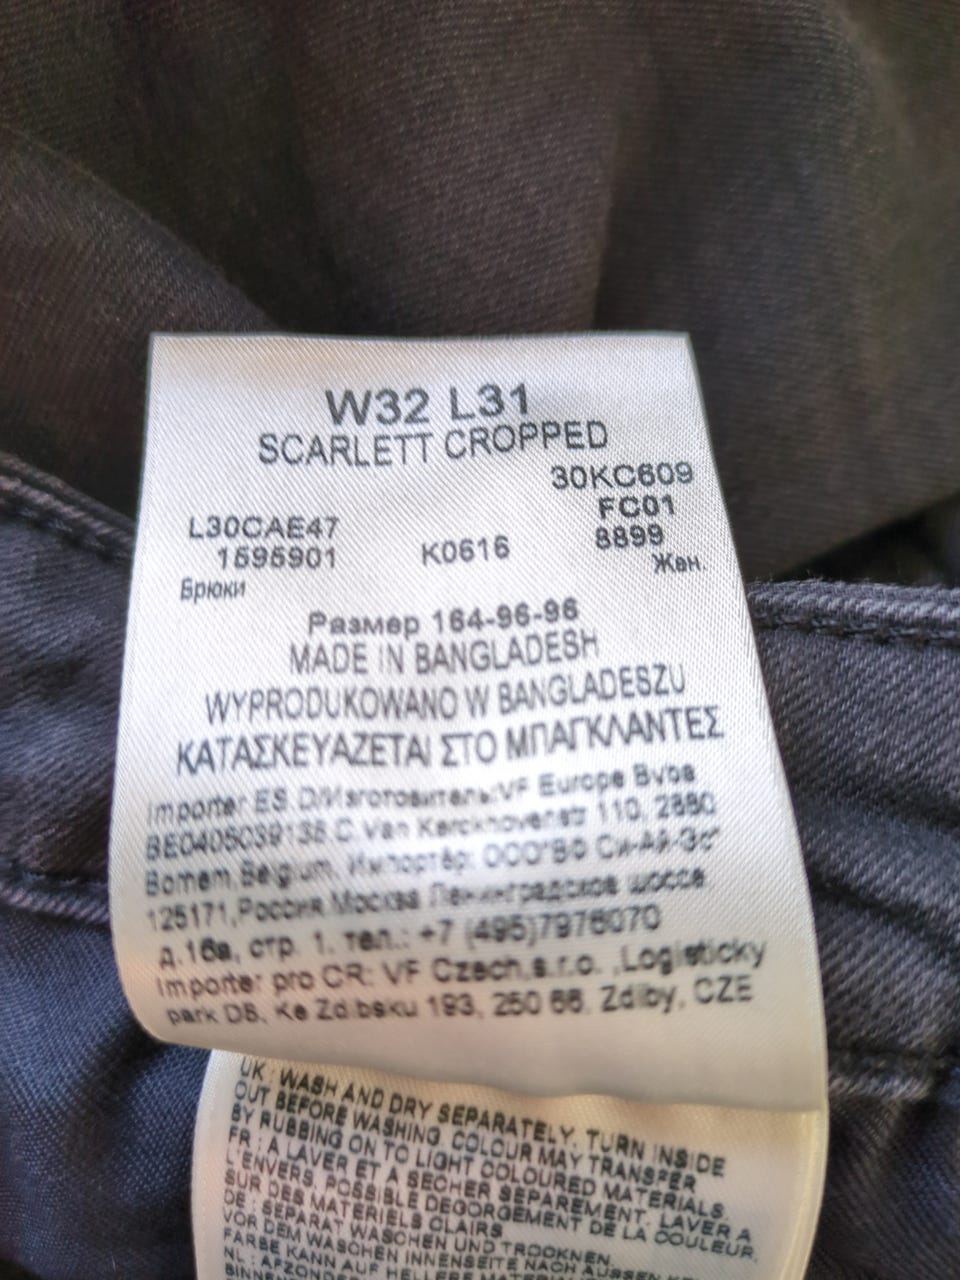 W32 L31
SCARLETT CROPPED
30KC609
FC01
L30CAE47
8899
1595901
K0616
Жен.
Брюки
Размер 164-96-96
MADE IN BANGLADESH
WYPRODUKOWANO W BANGLADESZU
ΚΑΤΑΣΚΕΥΑΖΕΤΑΙ ΣΤΟ ΜΠΑΓΚΛΑΝΤΕΣ
Importer ES.D/Изготовитель:VF Europe Bvba
C.Van Kerckhovenstr 110, 2880
Bornem,Belgium. Импортёр: ООО"ВФ Си-Ай-Эс"
125171,Россия Москва Ленинградское шоссе
д.16а, стр. 1. тел.: +7 (495)7976070
Importer pro CR: VF Czech,s.r.o. ,Logisticky
park D8, Ke Zdibsku 193, 250 66, Zdiby, CZE
UK : WASH AND DRY SEPARATELY. TURN INSIDE
OUT BEFORE WASHING. COLOUR MAY TRANSFER
BY RUBBING ON TO LIGHT COLOURED MATERIALS.
FR : A LAVER ET A SECHER SEPAREMENT. LAVER A
L'ENVERS. POSSIBLE DEGORGEMENT DE LA COULEUR.
SUR DES MATERIELS CLAIRS
DE : SEPARAT WASCHEN UND TROCKNEN.
VOR DEM WASCHEN INNENSEITE NACH AUSSEN
FARBE KANN AUF HELLERE
NL :